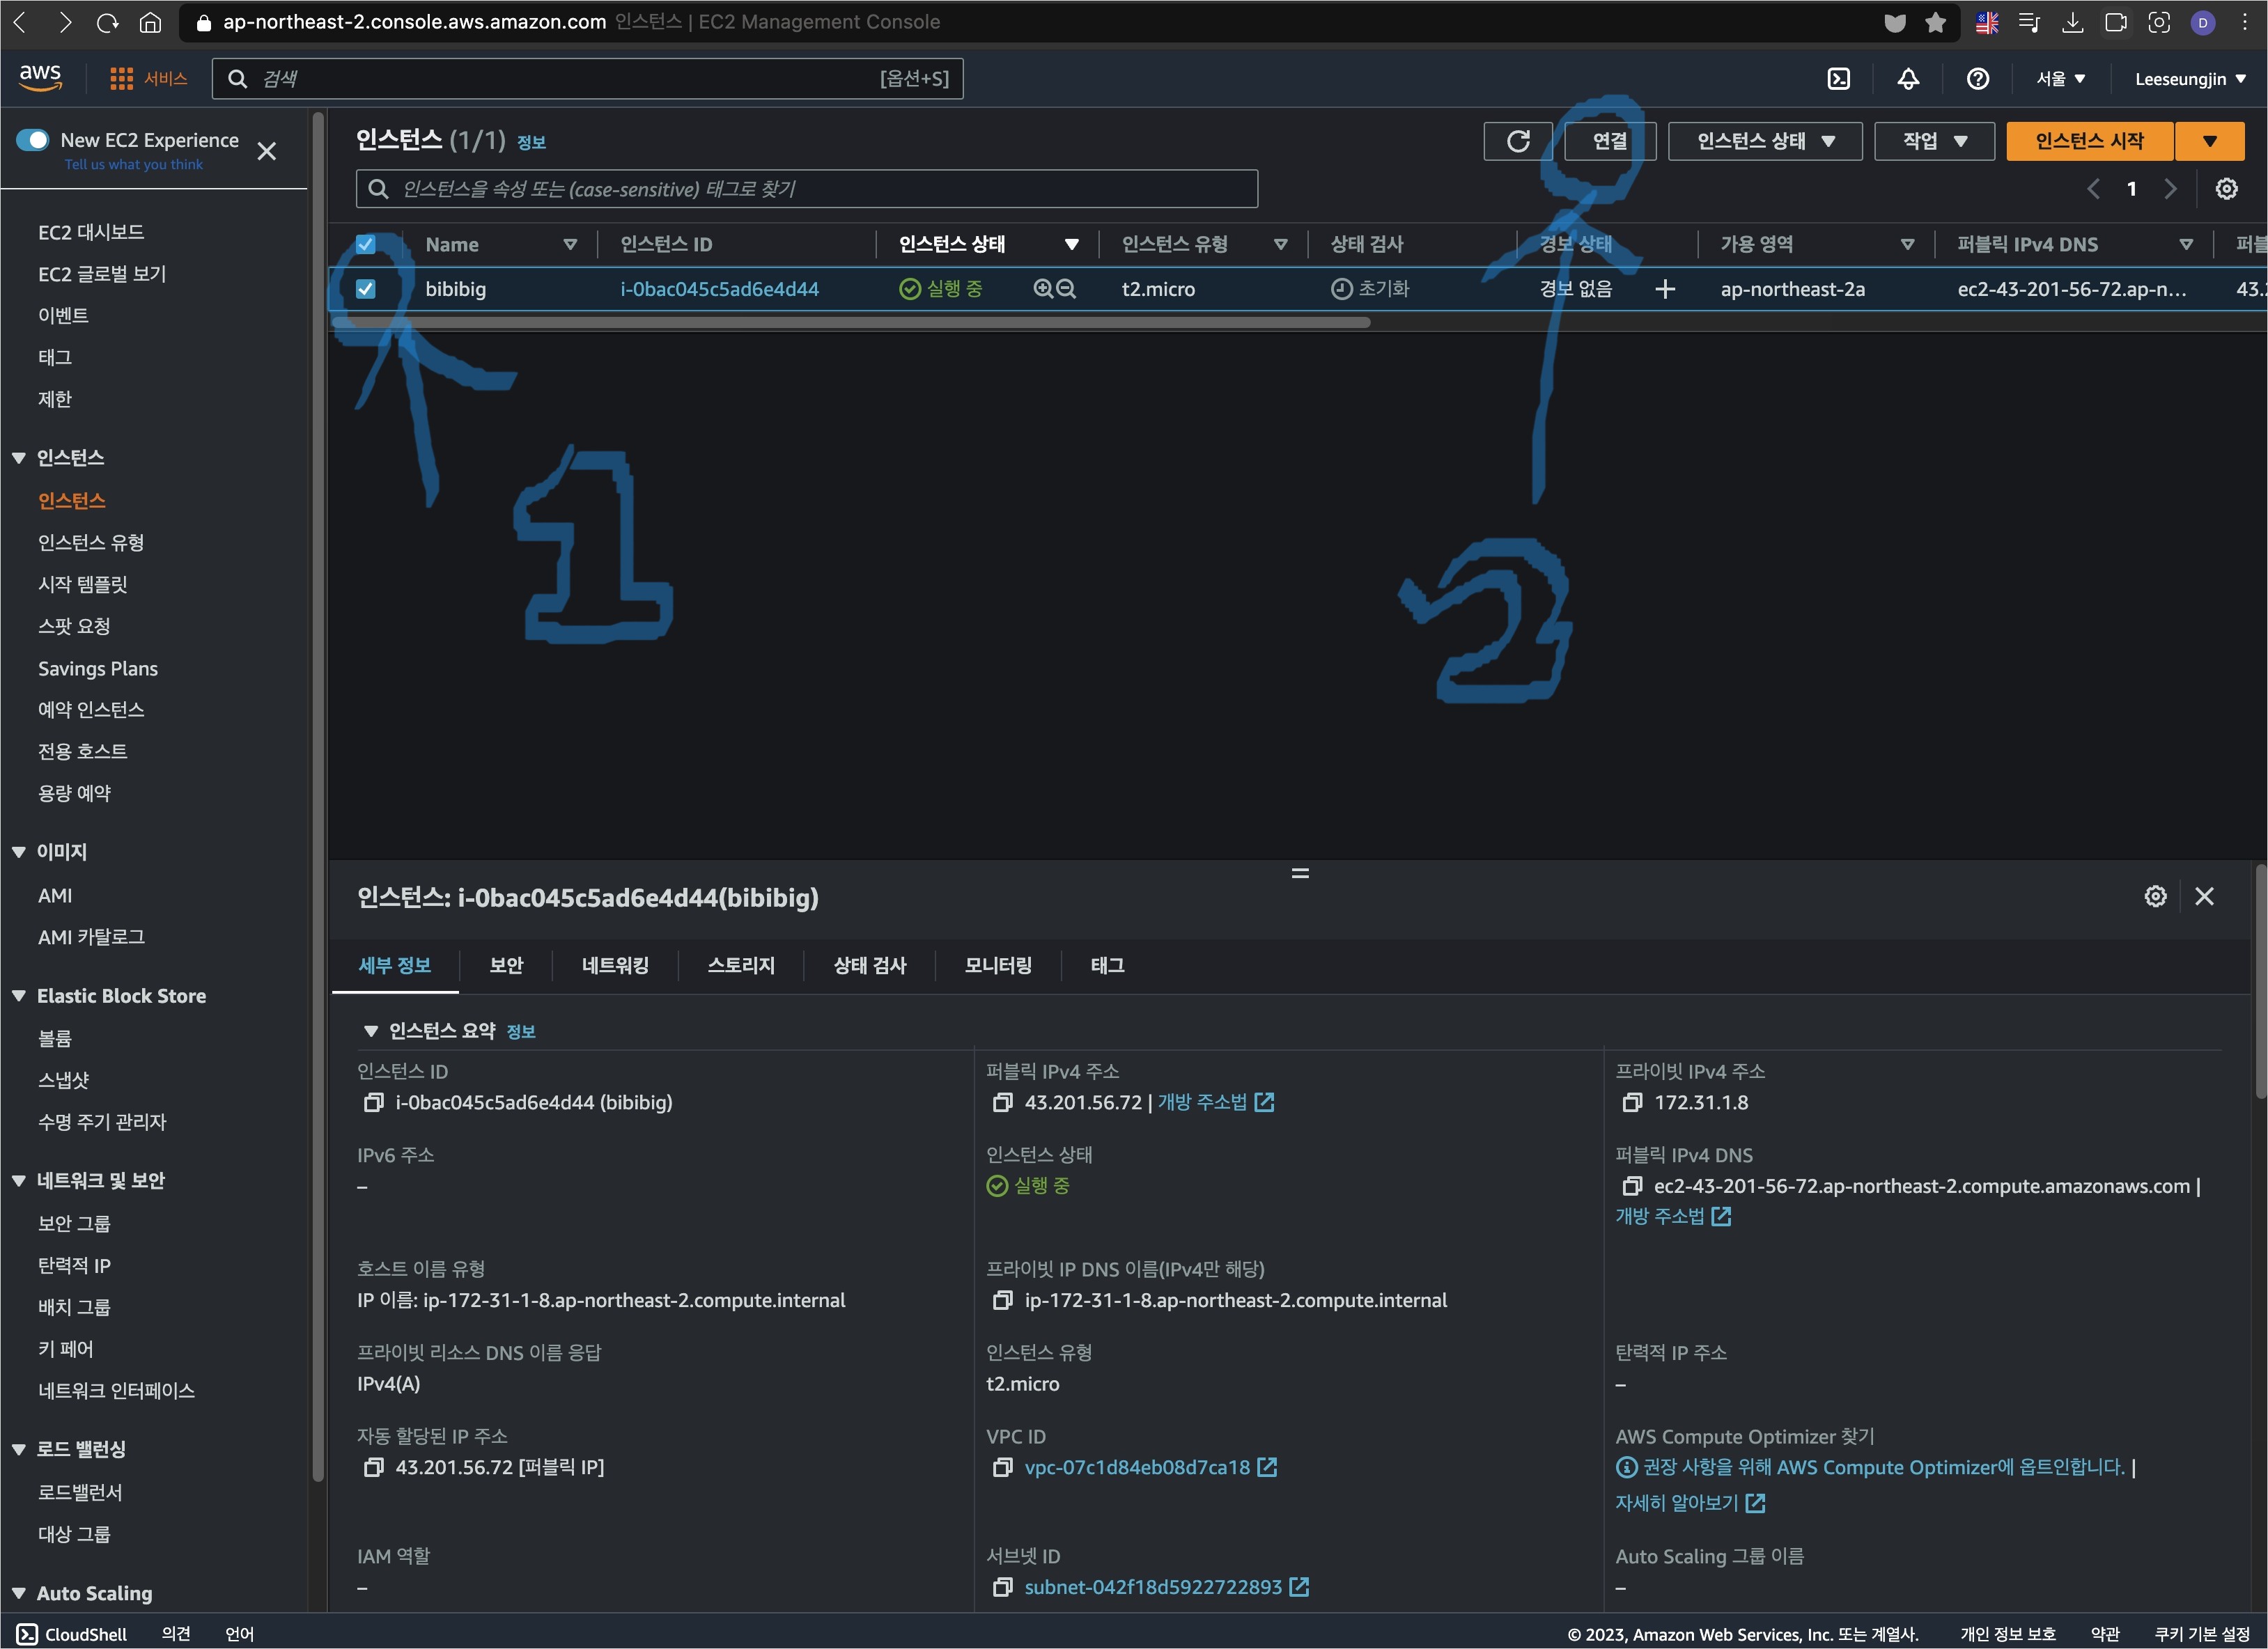 ap-northeast-2.console.aws.amazon.com 인스턴스 | EC2 Management Console
D
aws 서비스 검색 [옵션+S] 서울 Leeseungjin
New EC2 Experience
Tell us what you think
인스턴스 (1/1) 정보 연결 인스턴스 상태 작업 인스턴스 시작
인스턴스을 속성 또는 (case-sensitive) 태그로 찾기 1
Name 인스턴스 ID 인스턴스 상태 인스턴스 유형 상태 검사 경보 상태 가용 영역 퍼블릭 IPv4 DNS 퍼블
bibibig i-0bac045c5ad6e4d44 실행 중 t2.micro 초기화 경보 없음 ap-northeast-2a ec2-43-201-56-72.ap-n... 43.2
1
2
EC2 대시보드
EC2 글로벌 보기
이벤트
태그
제한
인스턴스
인스턴스
인스턴스 유형
시작 템플릿
스팟 요청
Savings Plans
예약 인스턴스
전용 호스트
용량 예약
이미지
AMI
AMI 카탈로그
Elastic Block Store
볼륨
스냅샷
수명 주기 관리자
네트워크 및 보안
보안 그룹
탄력적 IP
배치 그룹
키 페어
네트워크 인터페이스
로드 밸런싱
로드밸런서
대상 그룹
Auto Scaling
인스턴스: i-0bac045c5ad6e4d44(bibibig)
세부 정보 보안 네트워킹 스토리지 상태 검사 모니터링 태그
인스턴스 요약 정보
인스턴스 ID 퍼블릭 IPv4 주소 프라이빗 IPv4 주소
i-0bac045c5ad6e4d44 (bibibig) 43.201.56.72 | 개방 주소법 172.31.1.8
IPv6 주소 인스턴스 상태 퍼블릭 IPv4 DNS
– 실행 중 ec2-43-201-56-72.ap-northeast-2.compute.amazonaws.com |
개방 주소법
호스트 이름 유형 프라이빗 IP DNS 이름(IPv4만 해당)
IP 이름: ip-172-31-1-8.ap-northeast-2.compute.internal ip-172-31-1-8.ap-northeast-2.compute.internal
프라이빗 리소스 DNS 이름 응답 인스턴스 유형 탄력적 IP 주소
IPv4(A) t2.micro –
자동 할당된 IP 주소 VPC ID AWS Compute Optimizer 찾기
43.201.56.72 [퍼블릭 IP] vpc-07c1d84eb08d7ca18 권장 사항을 위해 AWS Compute Optimizer에 옵트인합니다. |
자세히 알아보기
IAM 역할 서브넷 ID Auto Scaling 그룹 이름
– subnet-042f18d5922722893 –
CloudShell 의견 언어 © 2023, Amazon Web Services, Inc. 또는 계열사. 개인 정보 보호 약관 쿠키 기본 설정